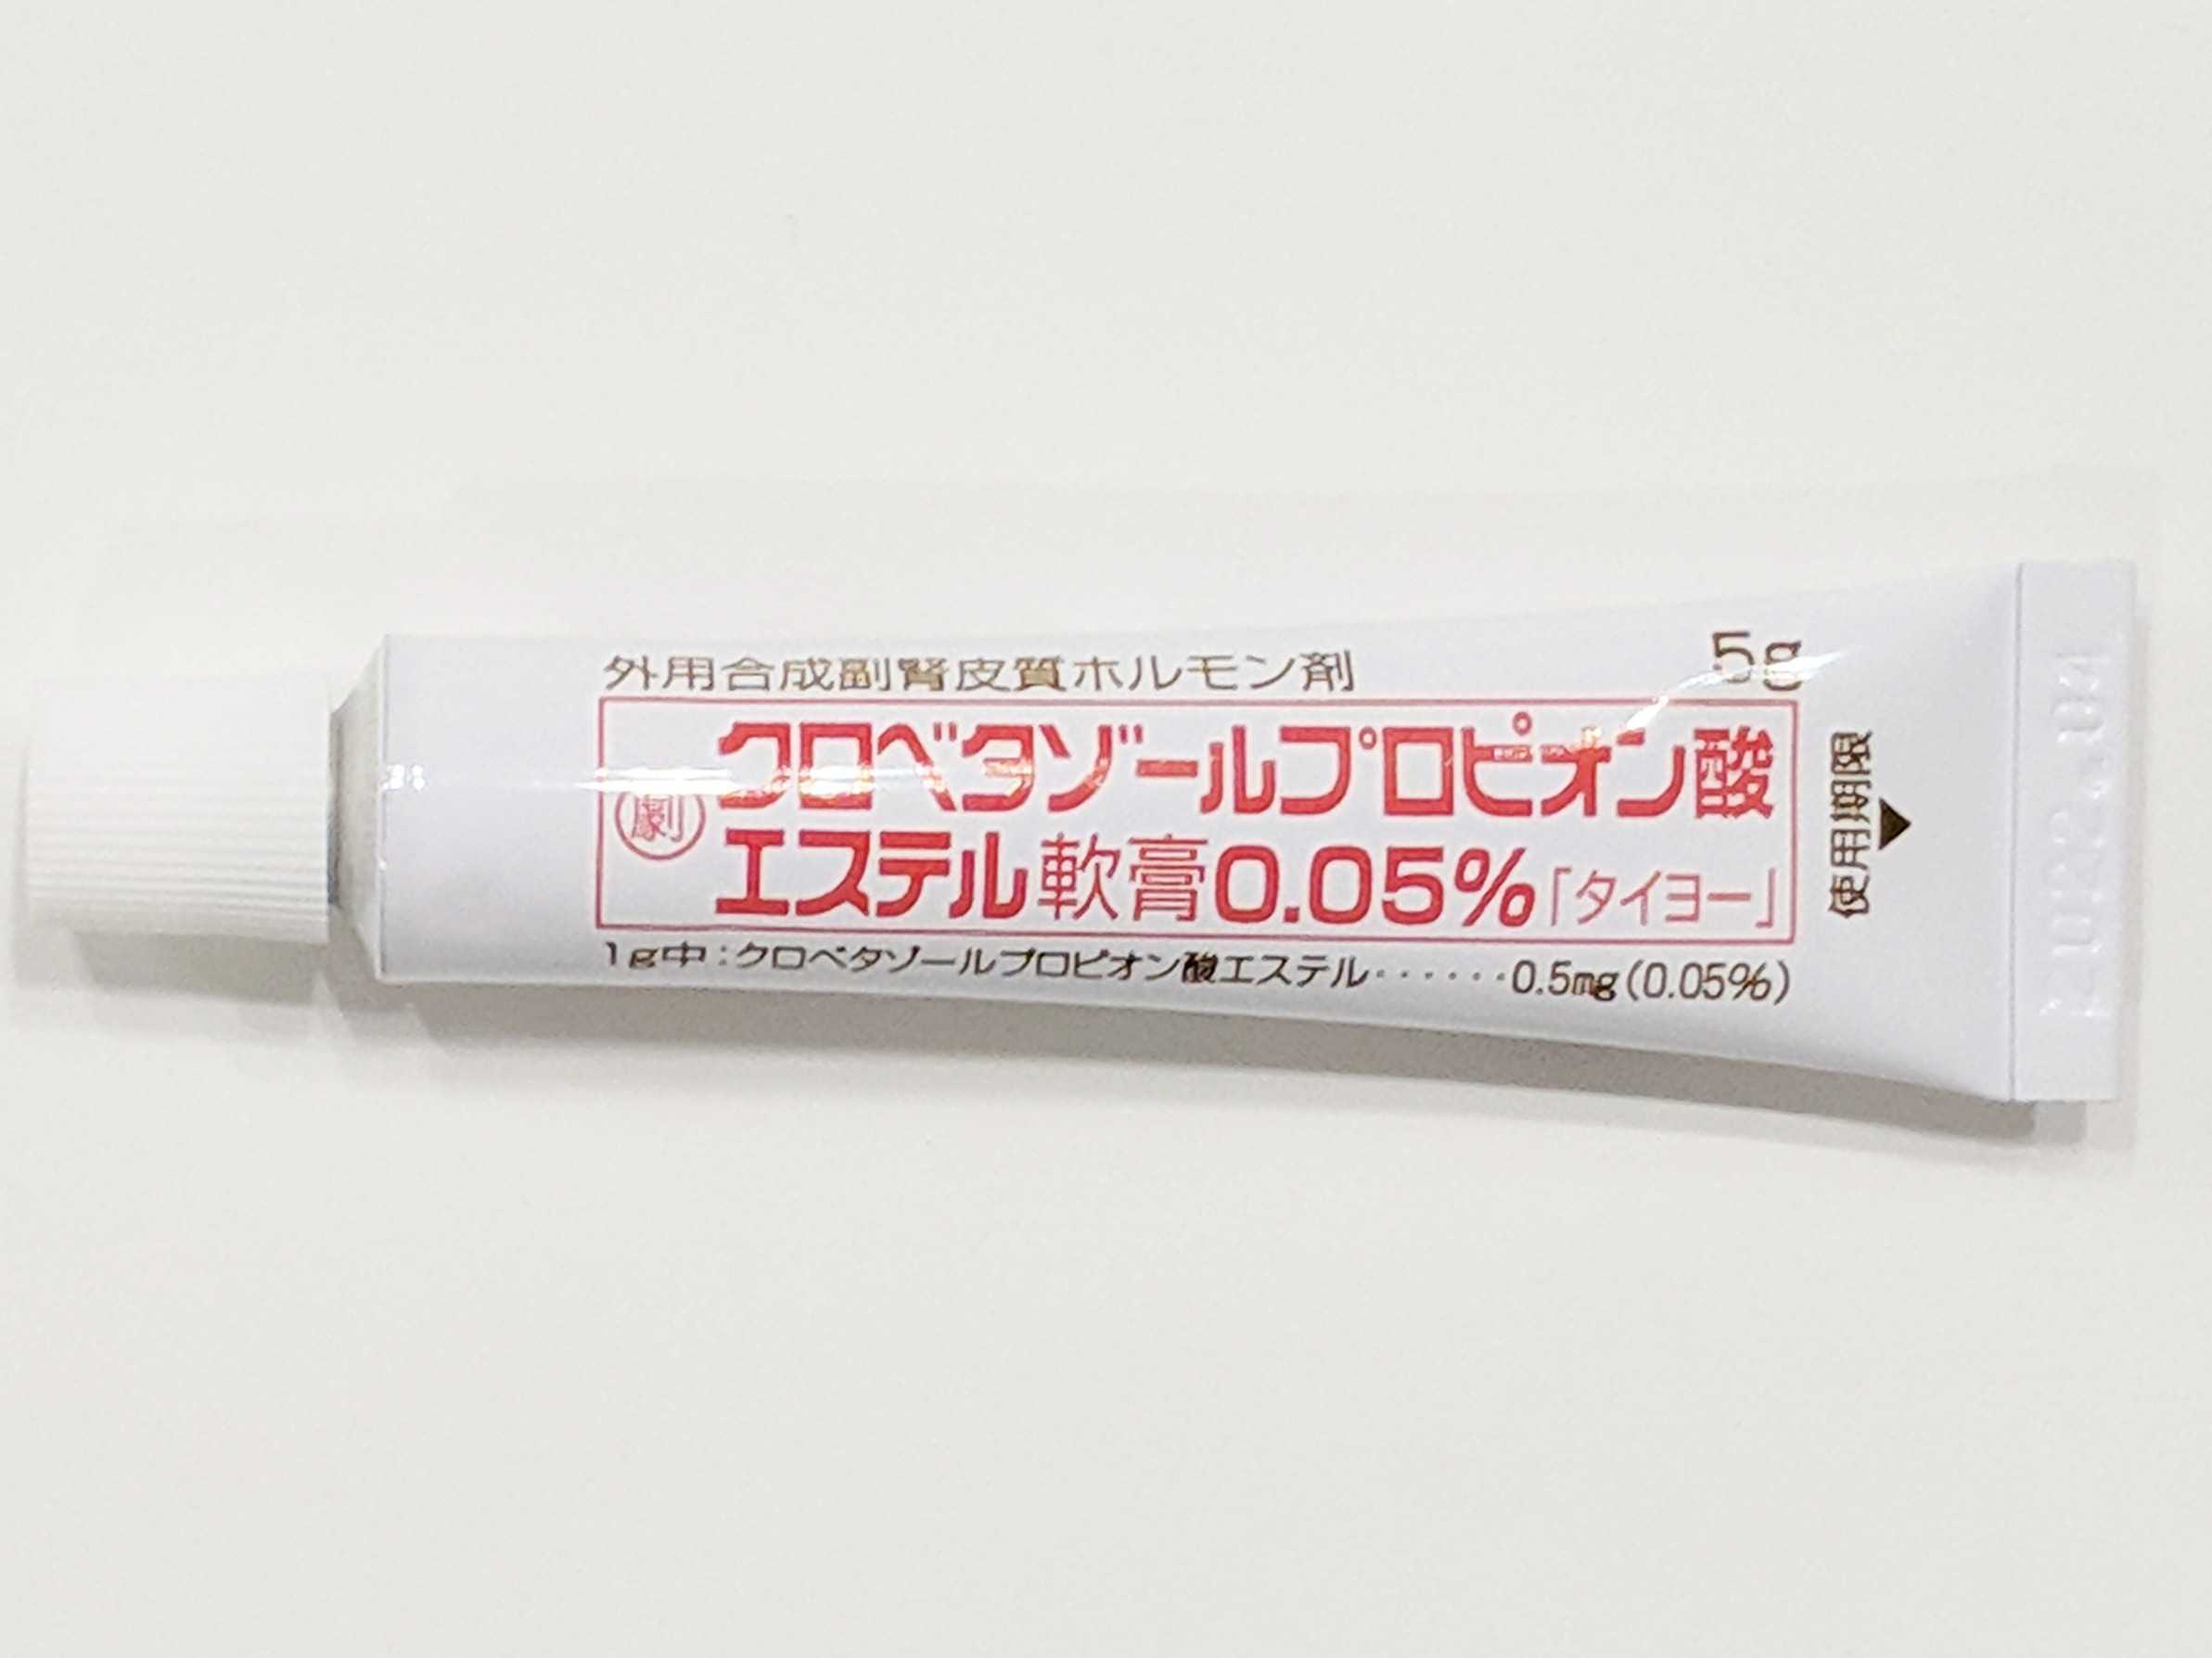 外用合成副腎皮質ホルモン剤
5g
劇
クロベタゾールプロピオン酸
エステル軟膏0.05%「タイヨー」
1g中:クロベタゾールプロピオン酸エステル‥‥‥0.5mg(0.05%)
使用期限